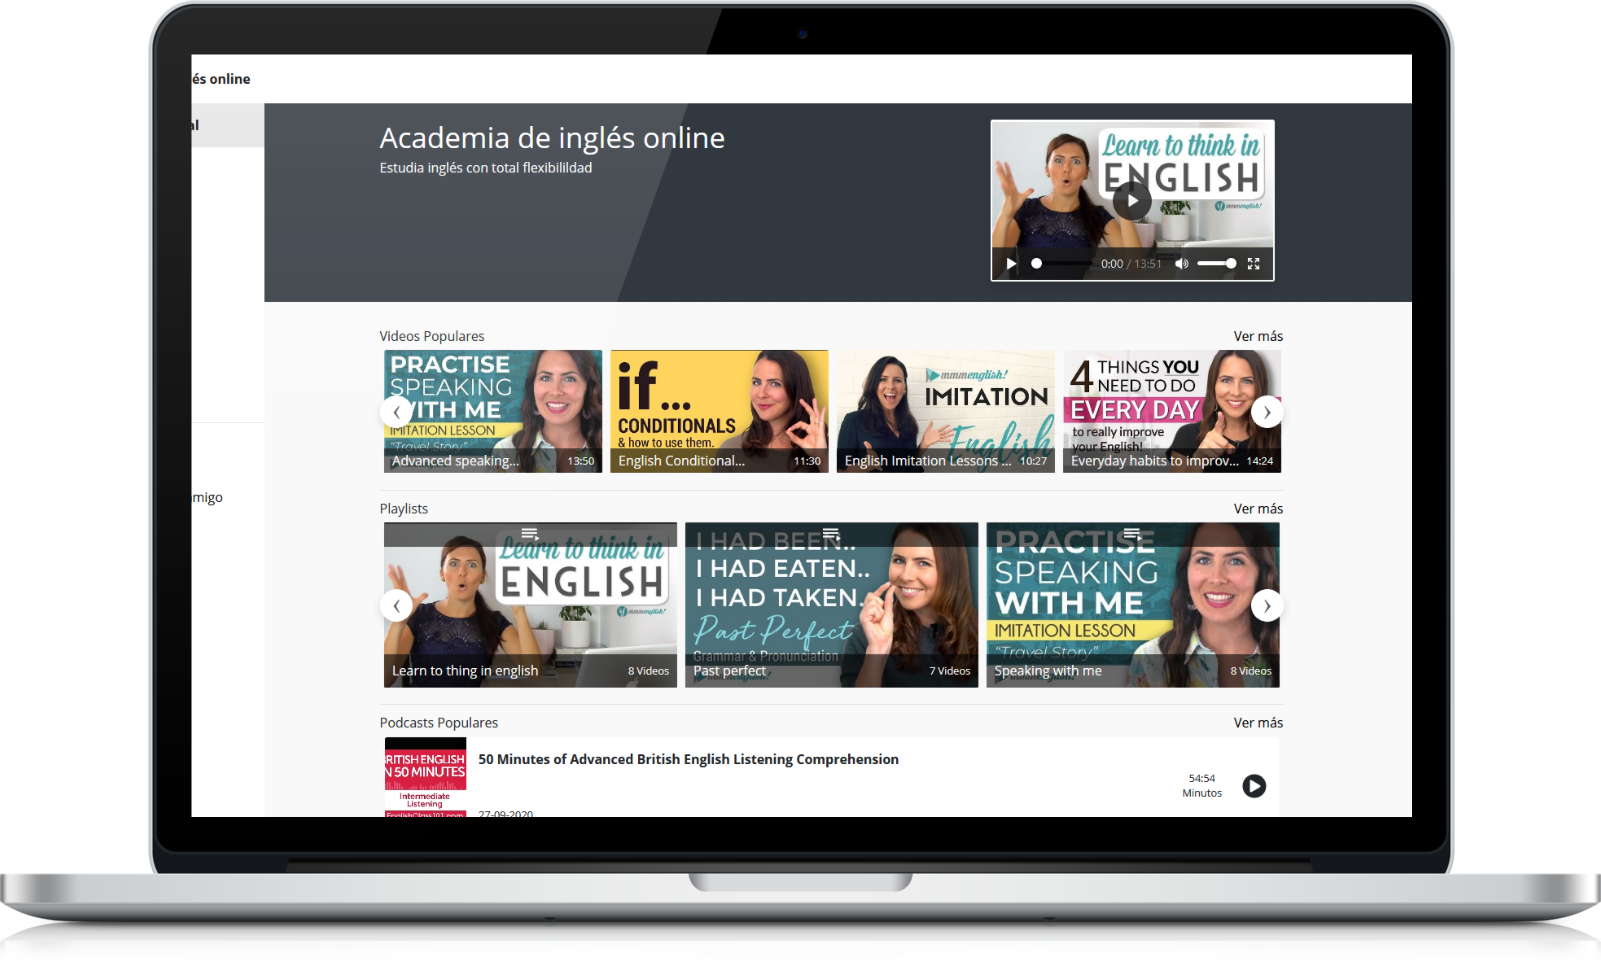 és online
al
Academia de inglés online
Estudia inglés con total flexibilildad
Learn to think in
ENGLISH
mmmenglish!
0:00 / 13:51
Videos Populares
Ver más
PRACTISE
SPEAKING
WITH ME
IMITATION LESSON
"Travel Story"
Advanced speaking...
13:50
if...
CONDITIONALS
& how to use them.
English Conditional...
11:30
mmmenglish!
IMITATION
English
English Imitation Lessons ...
10:27
4 THINGS YOU
NEED TO DO
EVERY DAY
to really improve
your English!
Everyday habits to improv...
14:24
migo
Playlists
Ver más
Learn to think in
ENGLISH
mmmenglish!
Learn to thing in english
8 Videos
I HAD BEEN..
I HAD EATEN..
I HAD TAKEN..
Past Perfect
Grammar & Pronunciation
Past perfect
7 Videos
PRACTISE
SPEAKING
WITH ME
IMITATION LESSON
"Travel Story"
Speaking with me
8 Videos
Podcasts Populares
Ver más
BRITISH ENGLISH
N 50 MINUTES
Intermediate
Listening
EnglishClass101.com
50 Minutes of Advanced British English Listening Comprehension
54:54
Minutos
27-09-2020